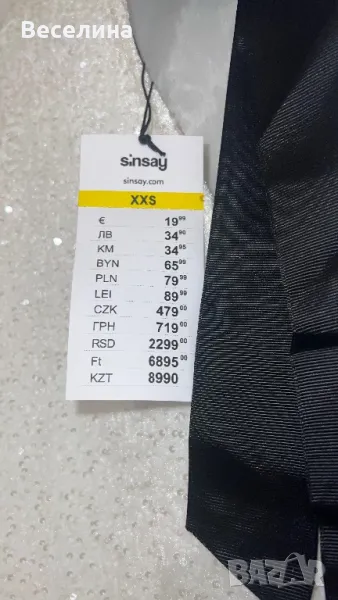 Веселина
sinsay
sinsay.com
XXS
€ 19⁹⁹
ЛВ 34⁹⁰
KM 34⁹⁵
BYN 65⁹⁹
PLN 79⁹⁹
LEI 89⁹⁹
CZK 479⁰⁰
ГРН 719⁰⁰
RSD 2299⁰⁰
Ft 6895⁰⁰
KZT 8990
BAZAR